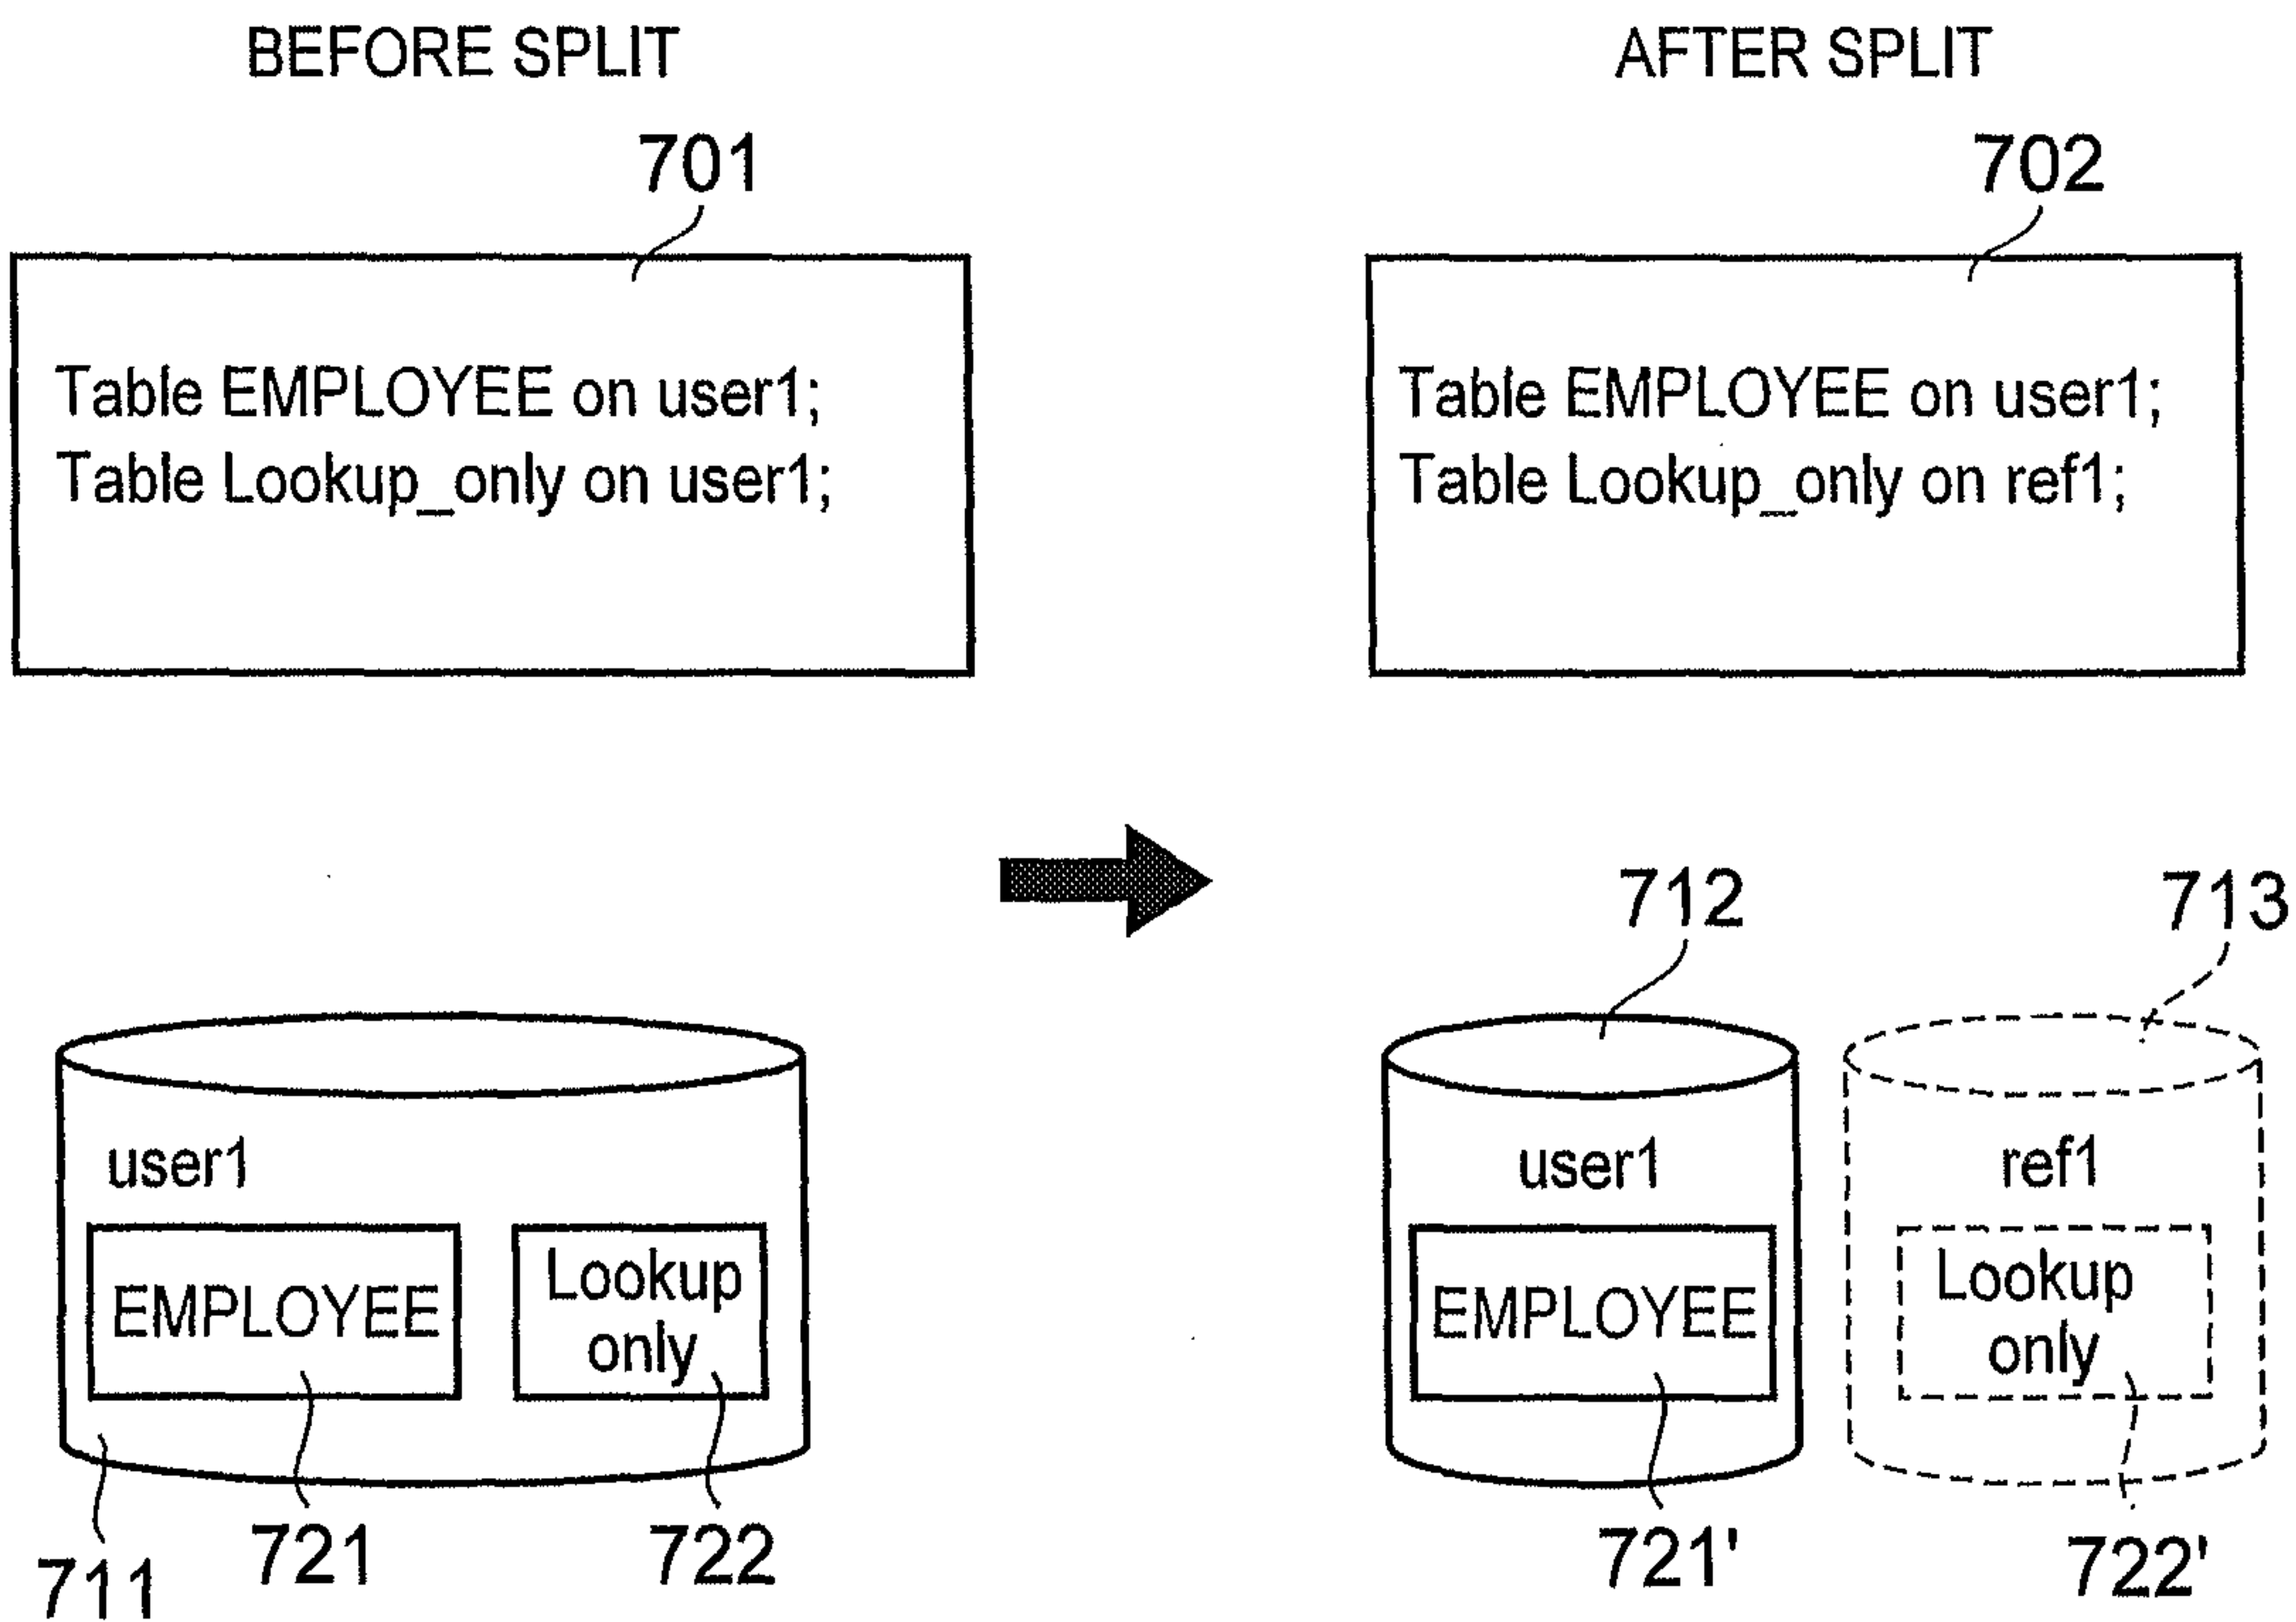 BEFORE SPLIT
701
Table EMPLOYEE on user1;
Table Lookup_only on user1;
user1
EMPLOYEE
Lookup
only
711
721
722
AFTER SPLIT
702
Table EMPLOYEE on user1;
Table Lookup_only on ref1;
712
713
user1
EMPLOYEE
ref1
Lookup
only
721'
722'